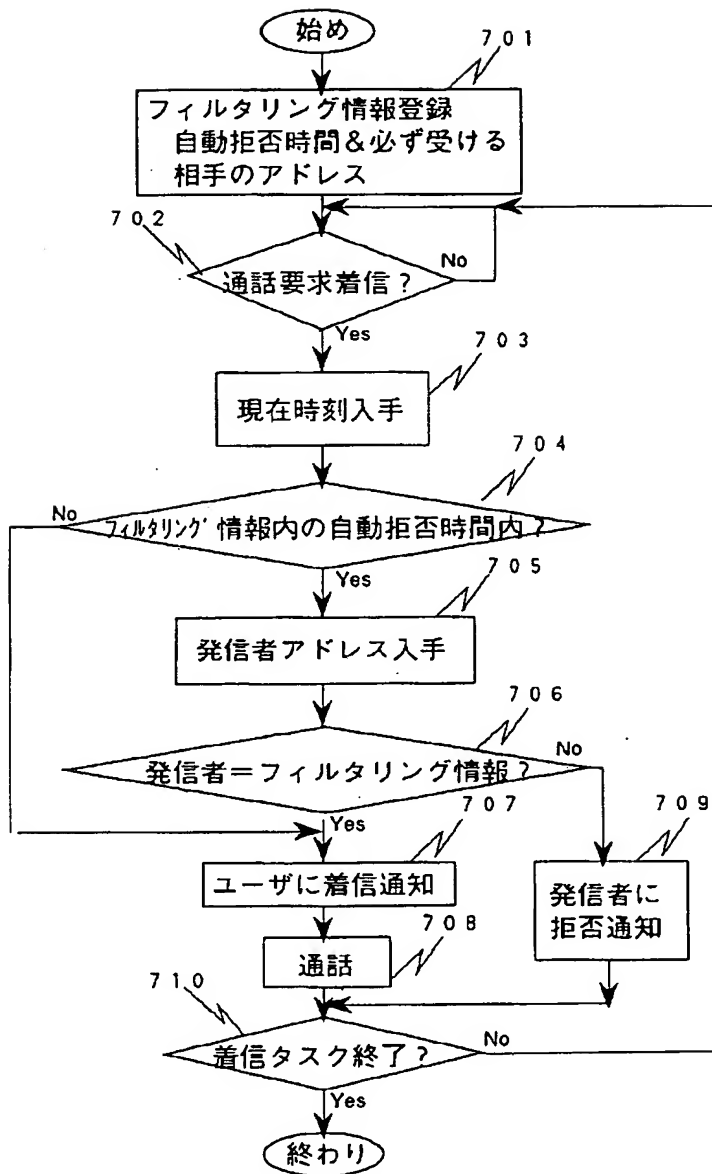 始め
701
フィルタリング情報登録
自動拒否時間&必ず受ける
相手のアドレス
702
通話要求着信?
No
Yes
703
現在時刻入手
704
No
フィルタリング情報内の自動拒否時間内?
Yes
705
発信者アドレス入手
706
発信者=フィルタリング情報?
No
Yes
707
ユーザに着信通知
709
発信者に
拒否通知
708
通話
710
着信タスク終了?
No
Yes
終わり